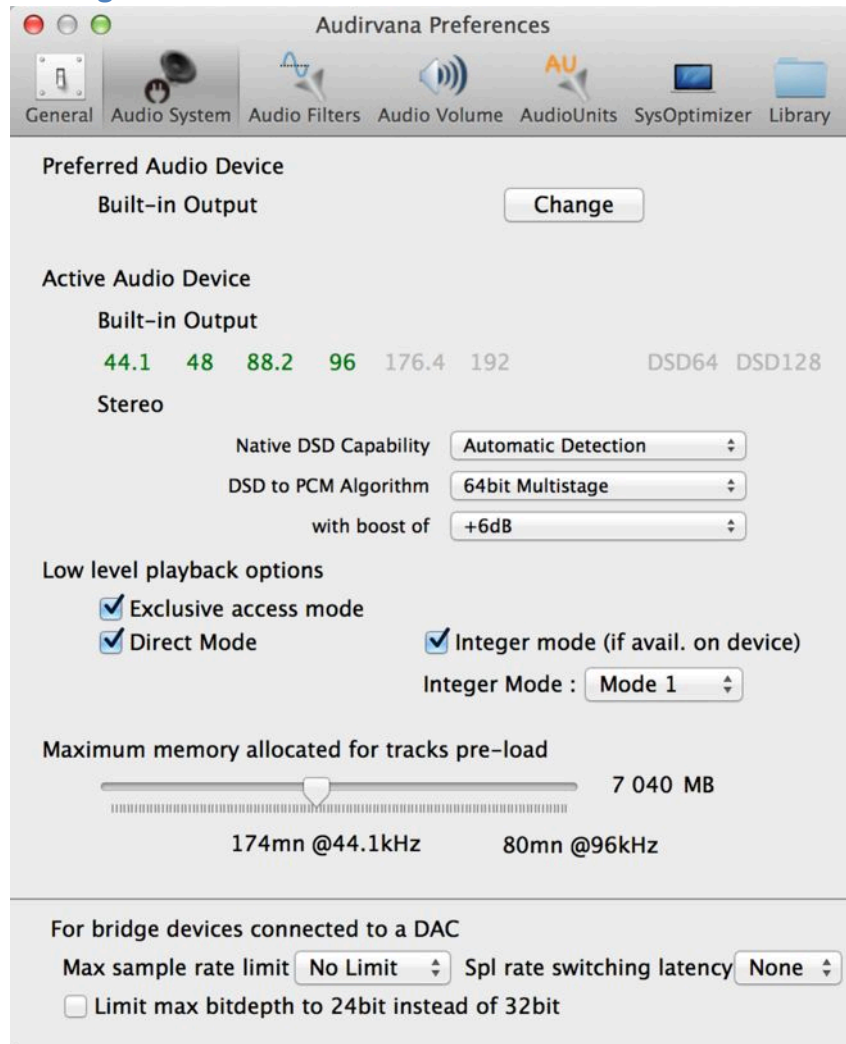 Audirvana Preferences
AU
General Audio System Audio Filters Audio Volume AudioUnits SysOptimizer Library
Preferred Audio Device
Built-in Output Change
Active Audio Device
Built-in Output
44.1 48 88.2 96 176.4 192 DSD64 DSD128
Stereo
Native DSD Capability Automatic Detection
DSD to PCM Algorithm 64bit Multistage
with boost of +6dB
Low level playback options
Exclusive access mode
Direct Mode Integer mode (if avail. on device)
Integer Mode : Mode 1
Maximum memory allocated for tracks pre-load
7 040 MB
174mn @44.1kHz 80mn @96kHz
For bridge devices connected to a DAC
Max sample rate limit No Limit Spl rate switching latency None
Limit max bitdepth to 24bit instead of 32bit